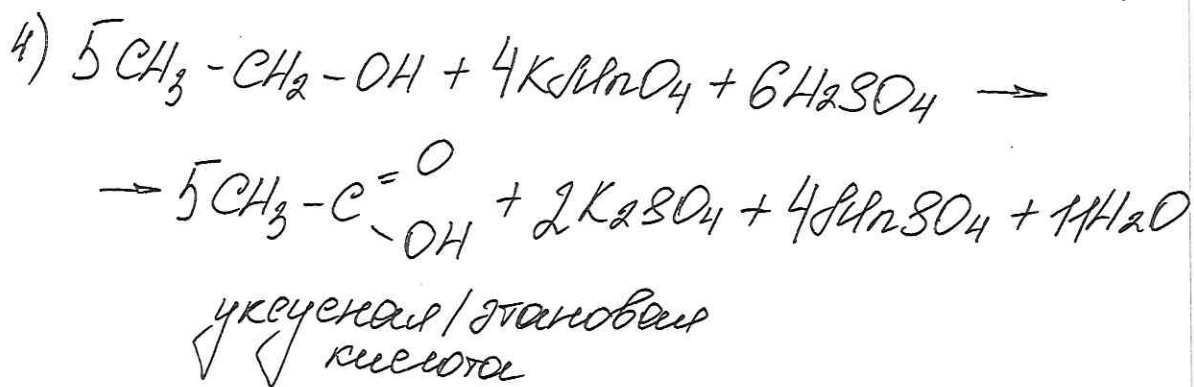 4) 5CH₃-CH₂-OH + 4KMnO₄ + 6H₂SO₄ →
→ 5CH₃-C(=O)-OH + 2K₂SO₄ + 4MnSO₄ + 11H₂O
уксусная/этановая
кислота